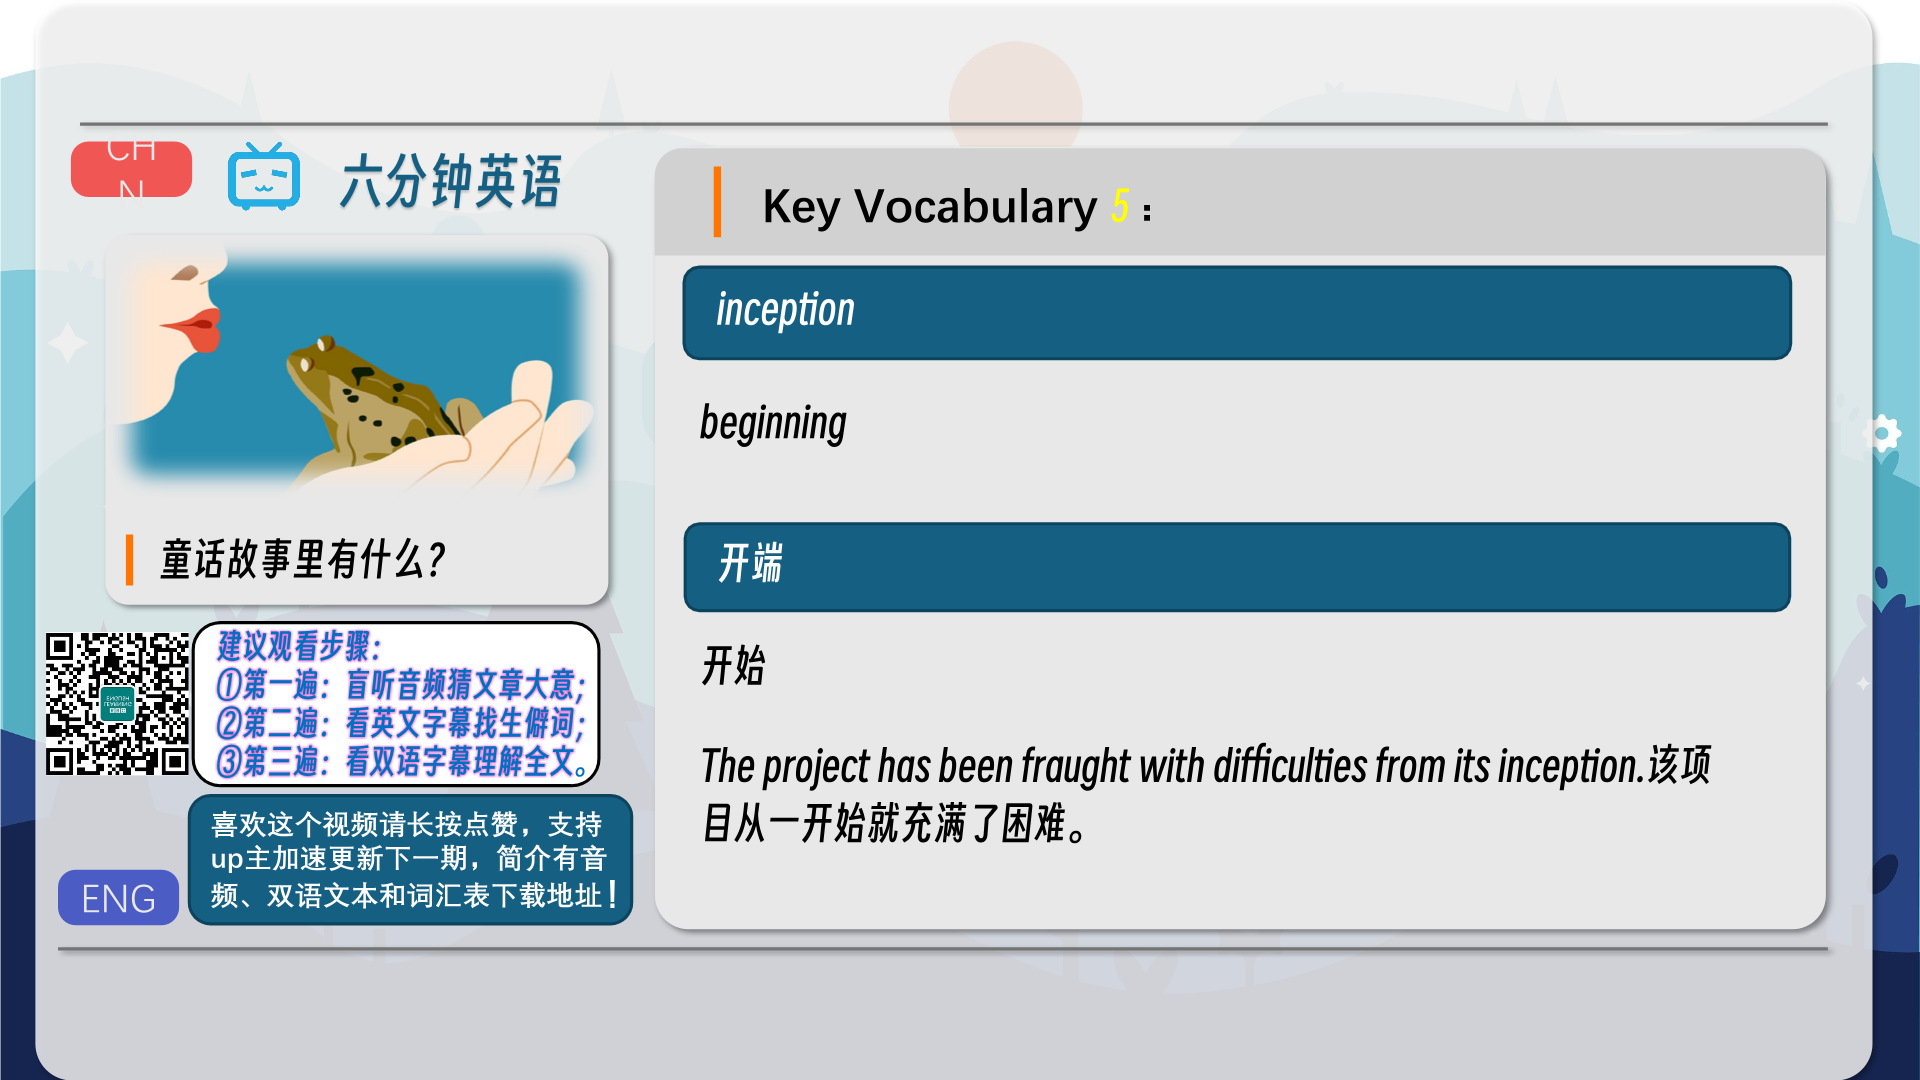 CHN
六分钟英语
童话故事里有什么？
建议观看步骤：
①第一遍：盲听音频猜文章大意；
②第二遍：看英文字幕找生僻词；
③第三遍：看双语字幕理解全文。
喜欢这个视频请长按点赞，支持
up主加速更新下一期，简介有音
频、双语文本和词汇表下载地址！
ENG
Key Vocabulary 5：
inception
beginning
开端
开始
The project has been fraught with difficulties from its inception.该项
目从一开始就充满了困难。